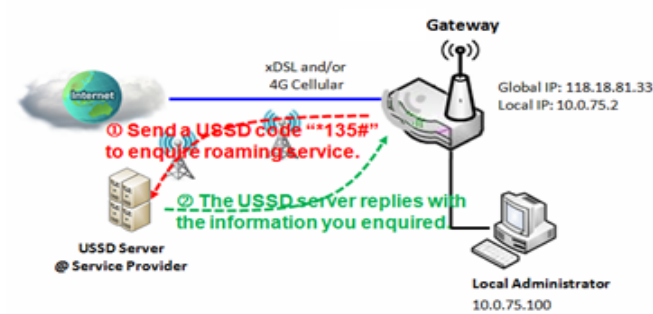 Gateway
xDSL and/or
4G Cellular
Internet
Global IP: 118.18.81.33
Local IP: 10.0.75.2
① Send a USSD code “*135#”
to enquire roaming service.
② The USSD server replies with
the information you enquired.
USSD Server
@ Service Provider
Local Administrator
10.0.75.100